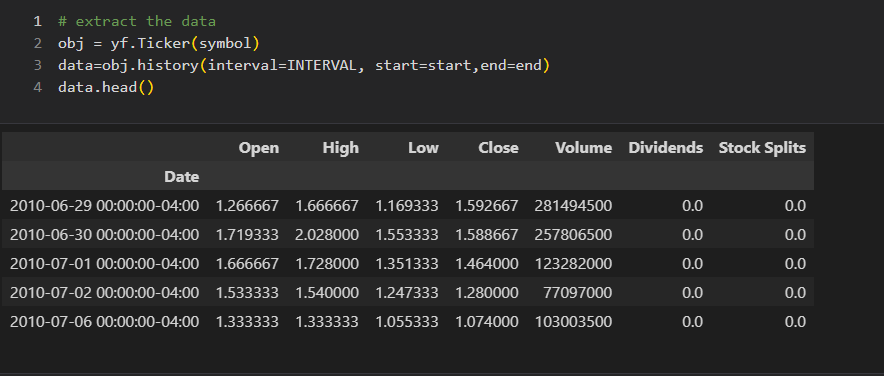 1 # extract the data
2 obj = yf.Ticker(symbol)
3 data=obj.history(interval=INTERVAL, start=start,end=end)
4 data.head()
Open High Low Close Volume Dividends Stock Splits
Date
2010-06-29 00:00:00-04:00 1.266667 1.666667 1.169333 1.592667 281494500 0.0 0.0
2010-06-30 00:00:00-04:00 1.719333 2.028000 1.553333 1.588667 257806500 0.0 0.0
2010-07-01 00:00:00-04:00 1.666667 1.728000 1.351333 1.464000 123282000 0.0 0.0
2010-07-02 00:00:00-04:00 1.533333 1.540000 1.247333 1.280000 77097000 0.0 0.0
2010-07-06 00:00:00-04:00 1.333333 1.333333 1.055333 1.074000 103003500 0.0 0.0